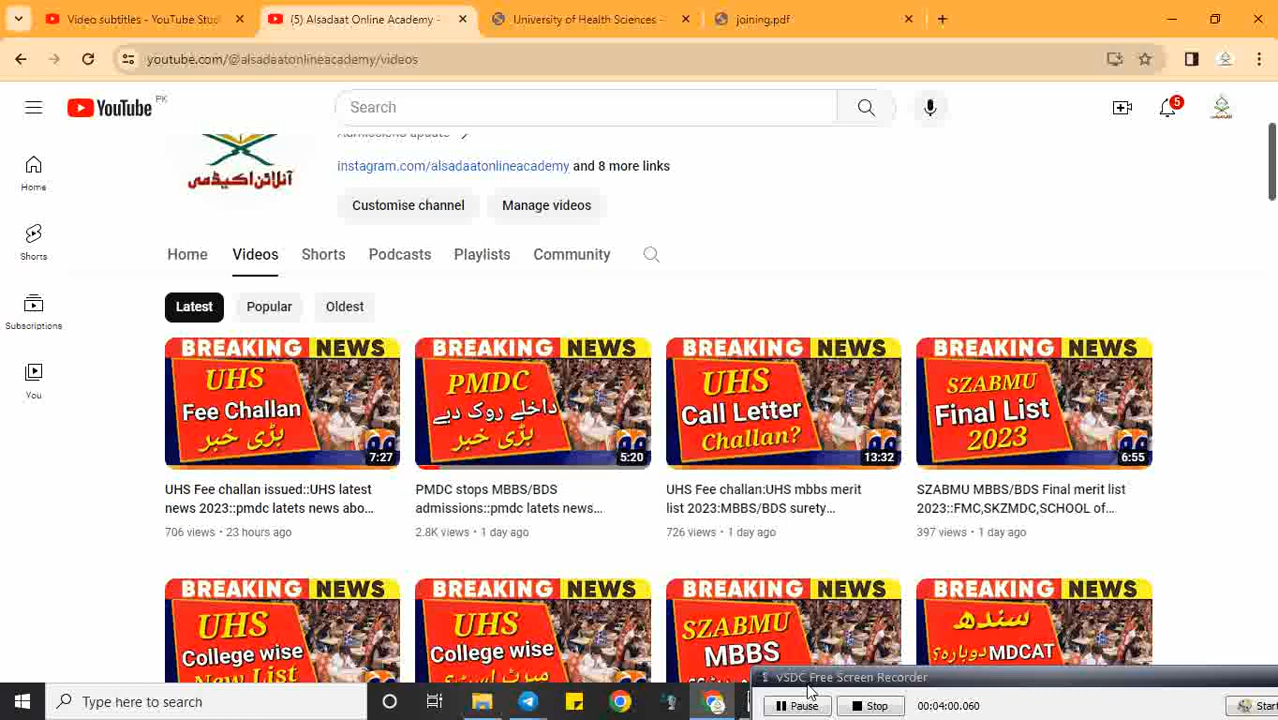 Video subtitles - YouTube Stud
(5) Alsadaat Online Academy -
University of Health Sciences -
joining.pdf
youtube.com/@alsadaatonlineacademy/videos
YouTube PK
Search
5
Admissions apdate
آنلائن اکیڈمی
instagram.com/alsadaatonlineacademy and 8 more links
Customise channel
Manage videos
Home
Shorts
Subscriptions
You
Home
Videos
Shorts
Podcasts
Playlists
Community
Latest
Popular
Oldest
BREAKING NEWS
UHS
Fee Challan
بڑی خبر
7:27
UHS Fee challan issued::UHS latest
news 2023::pmdc latets news abo...
706 views • 23 hours ago
BREAKING NEWS
PMDC
داخلے روک دیے
بڑی خبر
5:20
PMDC stops MBBS/BDS
admissions::pmdc latets news...
2.8K views • 1 day ago
BREAKING NEWS
UHS
Call Letter
Challan?
13:32
UHS Fee challan:UHS mbbs merit
list 2023:MBBS/BDS surety...
726 views • 1 day ago
BREAKING NEWS
SZABMU
Final List
2023
6:55
SZABMU MBBS/BDS Final merit list
2023::FMC,SKZMDC,SCHOOL of...
397 views • 1 day ago
BREAKING NEWS
UHS
College wise
New List
BREAKING NEWS
UHS
College wise
BREAKING NEWS
SZABMU
MBBS
BREAKING NEWS
سندھ
MDCAT دوبارہ؟
vSDC Free Screen Recorder
Pause
Stop
00:04:00.060
Start
Type here to search